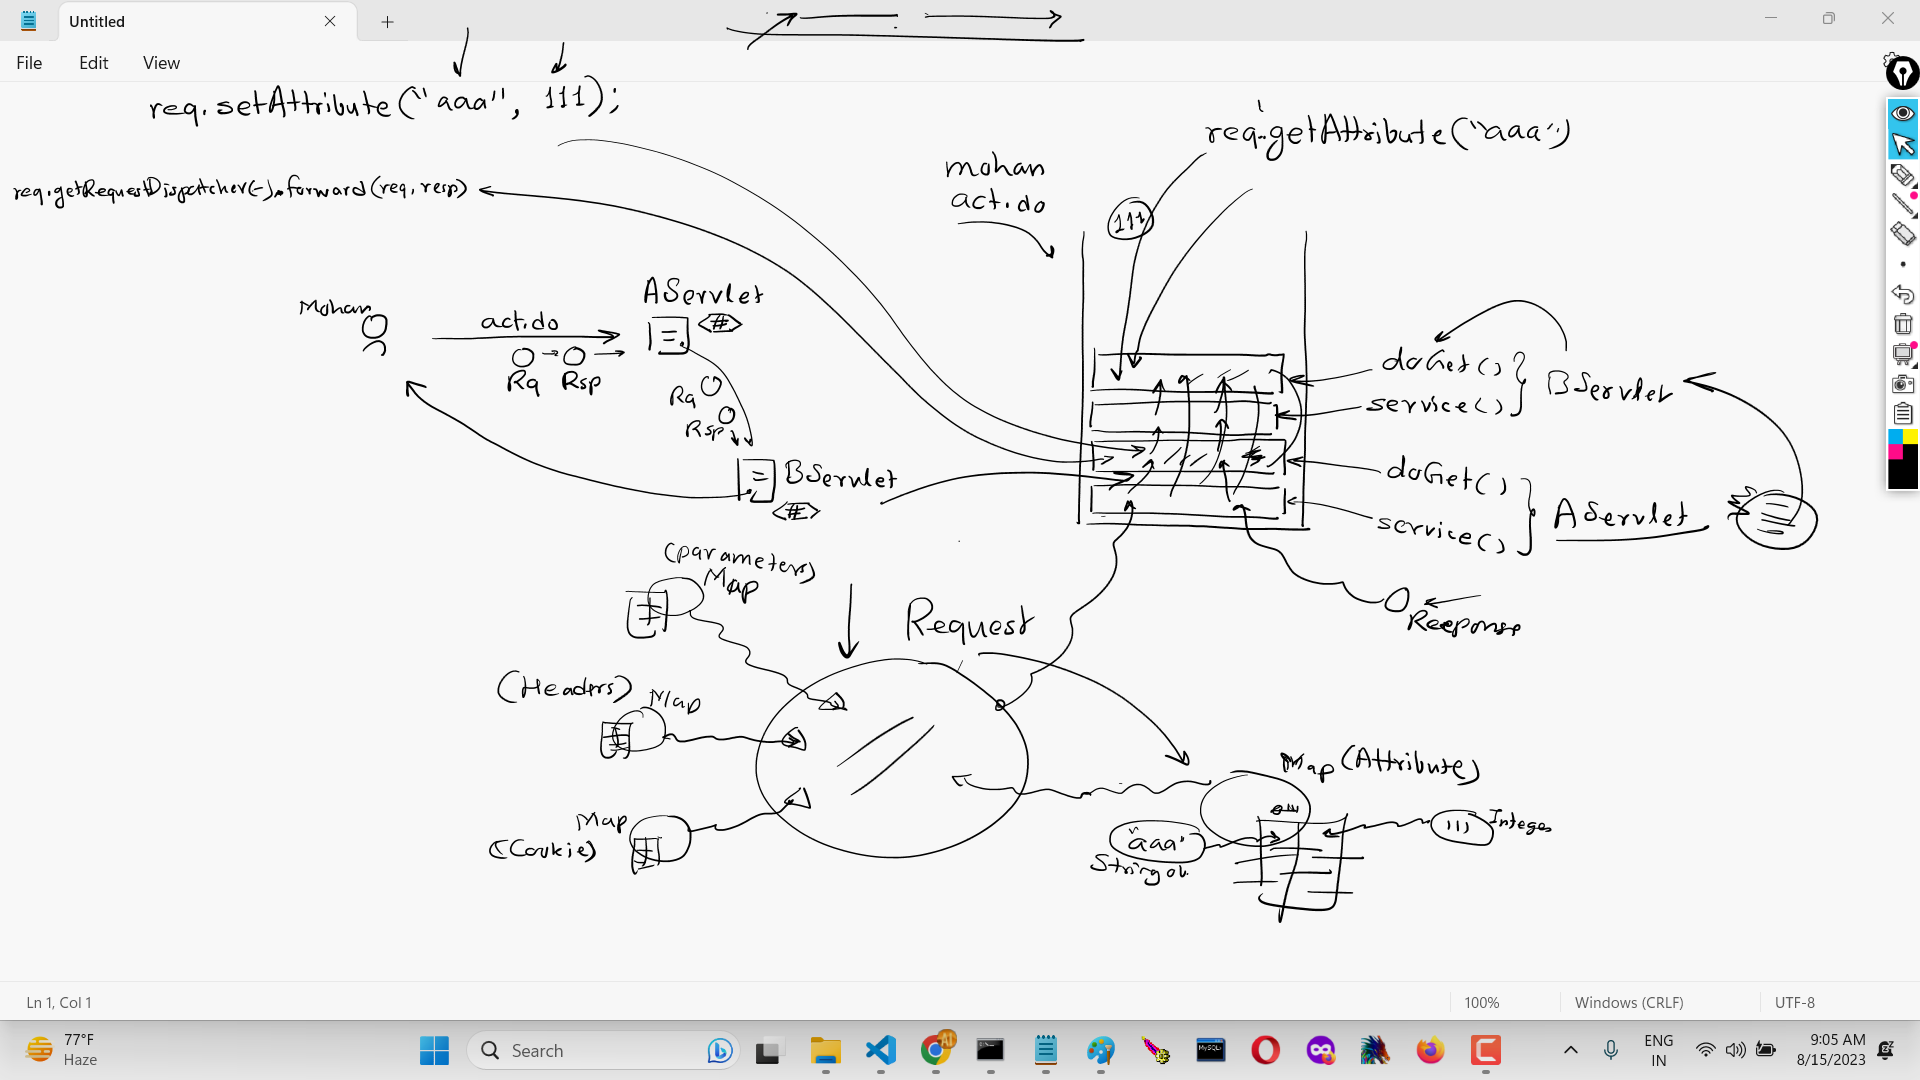 Untitled
File Edit View
req.setAttribute("aaa", 111);
req.getAttribute("aaa")
req.getRequestDispatcher(-).forward(req, resp)
mohan
act.do
111
Mohan
act.do
Rq Rsp
AServlet
#
Rq
Rsp
BServlet
#
doGet()
service()
BServlet
doGet()
service()
AServlet
Response
Request
(parameters)
Map
(Headers)
Map
Map
(Cookie)
Map (Attribute)
"aaa"
111
Integer
Ln 1, Col 1
100%
Windows (CRLF)
UTF-8
77°F
Haze
Search
ENG
IN
9:05 AM
8/15/2023